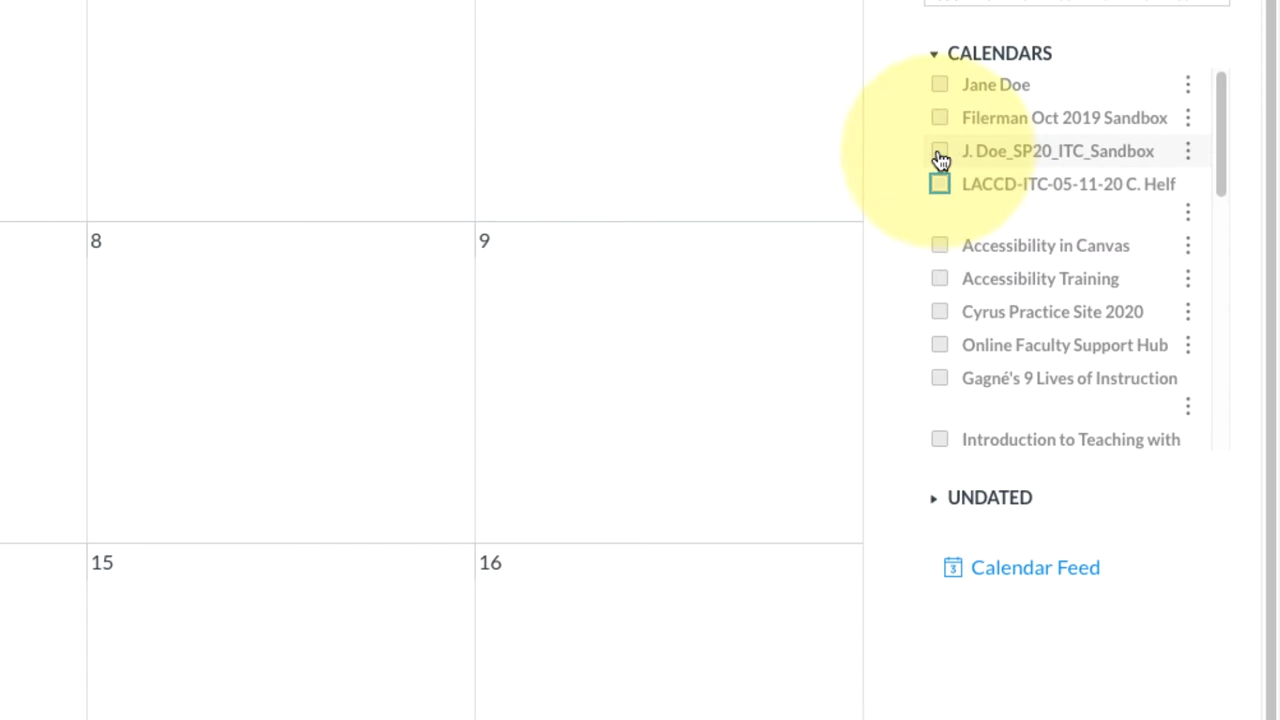 CALENDARS
Jane Doe
Filerman Oct 2019 Sandbox
J. Doe_SP20_ITC_Sandbox
LACCD-ITC-05-11-20 C. Helf
8
9
Accessibility in Canvas
Accessibility Training
Cyrus Practice Site 2020
Online Faculty Support Hub
Gagné's 9 Lives of Instruction
Introduction to Teaching with
UNDATED
15
16
3 Calendar Feed